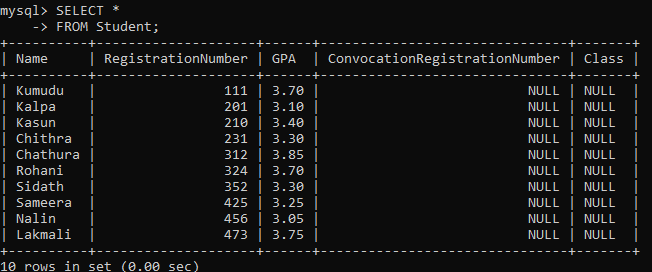 mysql> SELECT *
    -> FROM Student;
+----------+--------------------+------+-------------------------------+-------+
| Name     | RegistrationNumber | GPA  | ConvocationRegistrationNumber | Class |
+----------+--------------------+------+-------------------------------+-------+
| Kumudu   |                111 | 3.70 |                          NULL | NULL  |
| Kalpa    |                201 | 3.10 |                          NULL | NULL  |
| Kasun    |                210 | 3.40 |                          NULL | NULL  |
| Chithra  |                231 | 3.30 |                          NULL | NULL  |
| Chathura |                312 | 3.85 |                          NULL | NULL  |
| Rohani   |                324 | 3.70 |                          NULL | NULL  |
| Sidath   |                352 | 3.30 |                          NULL | NULL  |
| Sameera  |                425 | 3.25 |                          NULL | NULL  |
| Nalin    |                456 | 3.05 |                          NULL | NULL  |
| Lakmali  |                473 | 3.75 |                          NULL | NULL  |
+----------+--------------------+------+-------------------------------+-------+
10 rows in set (0.00 sec)